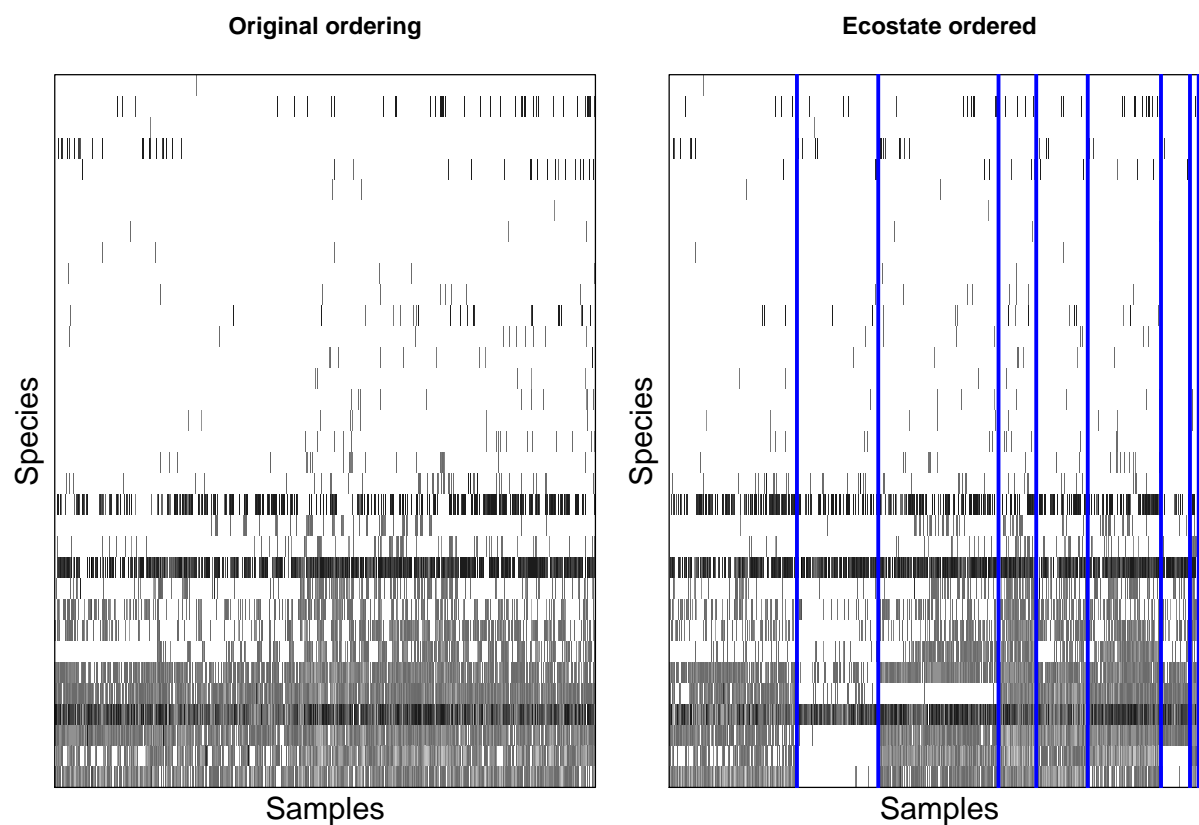 Original ordering
Species
Samples
Ecostate ordered
Species
Samples